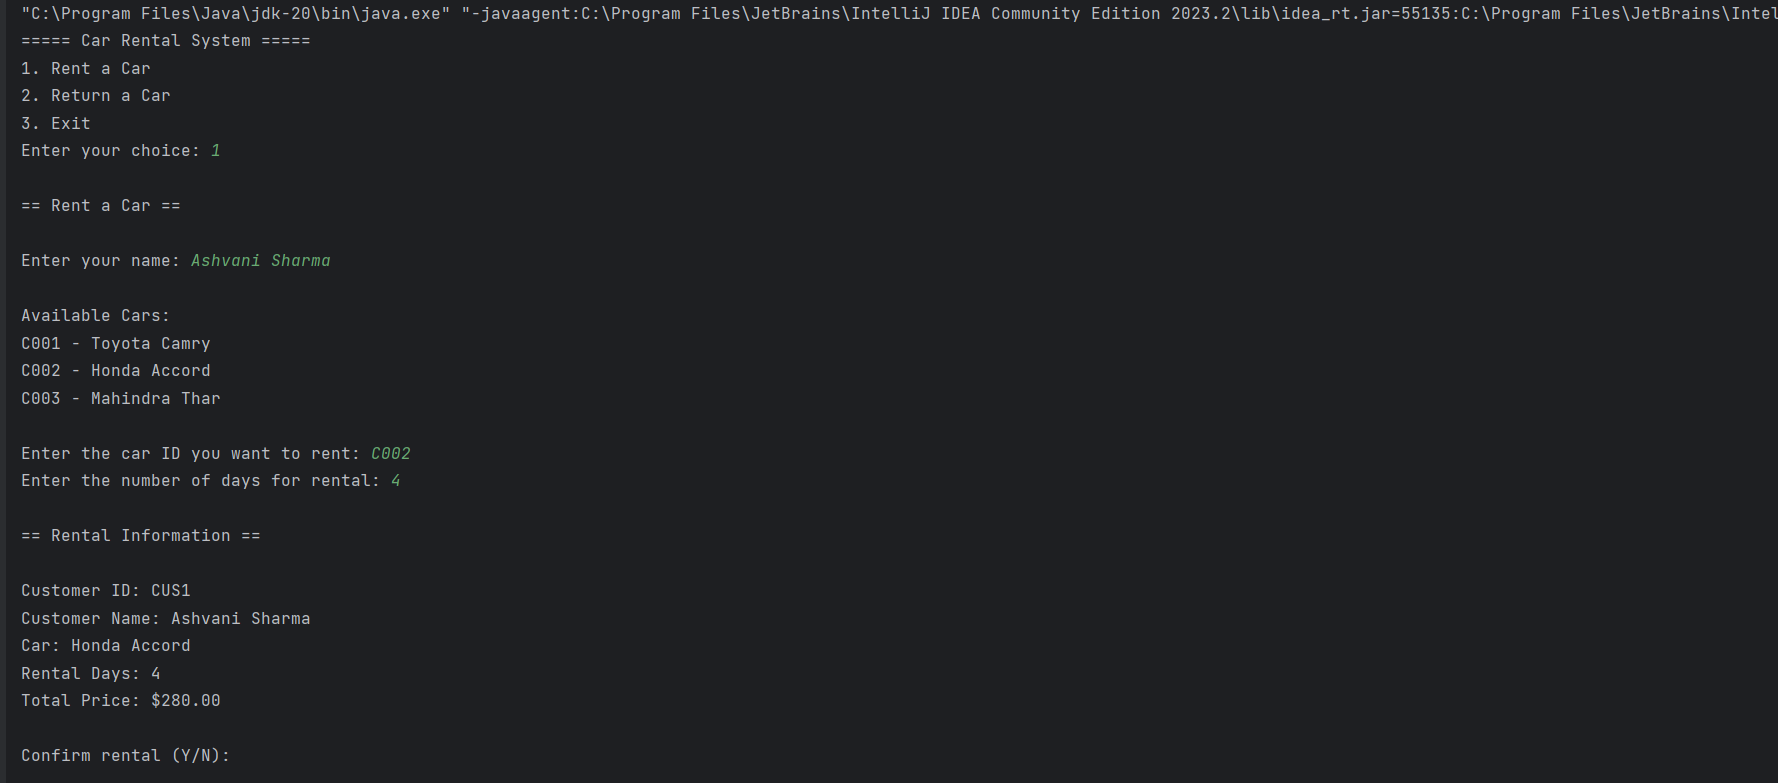 "C:\Program Files\Java\jdk-20\bin\java.exe" "-javaagent:C:\Program Files\JetBrains\IntelliJ IDEA Community Edition 2023.2\lib\idea_rt.jar=55135:C:\Program Files\JetBrains\Intel
===== Car Rental System =====
1. Rent a Car
2. Return a Car
3. Exit
Enter your choice: 1
== Rent a Car ==
Enter your name: Ashvani Sharma
Available Cars:
C001 - Toyota Camry
C002 - Honda Accord
C003 - Mahindra Thar
Enter the car ID you want to rent: C002
Enter the number of days for rental: 4
== Rental Information ==
Customer ID: CUS1
Customer Name: Ashvani Sharma
Car: Honda Accord
Rental Days: 4
Total Price: $280.00
Confirm rental (Y/N):